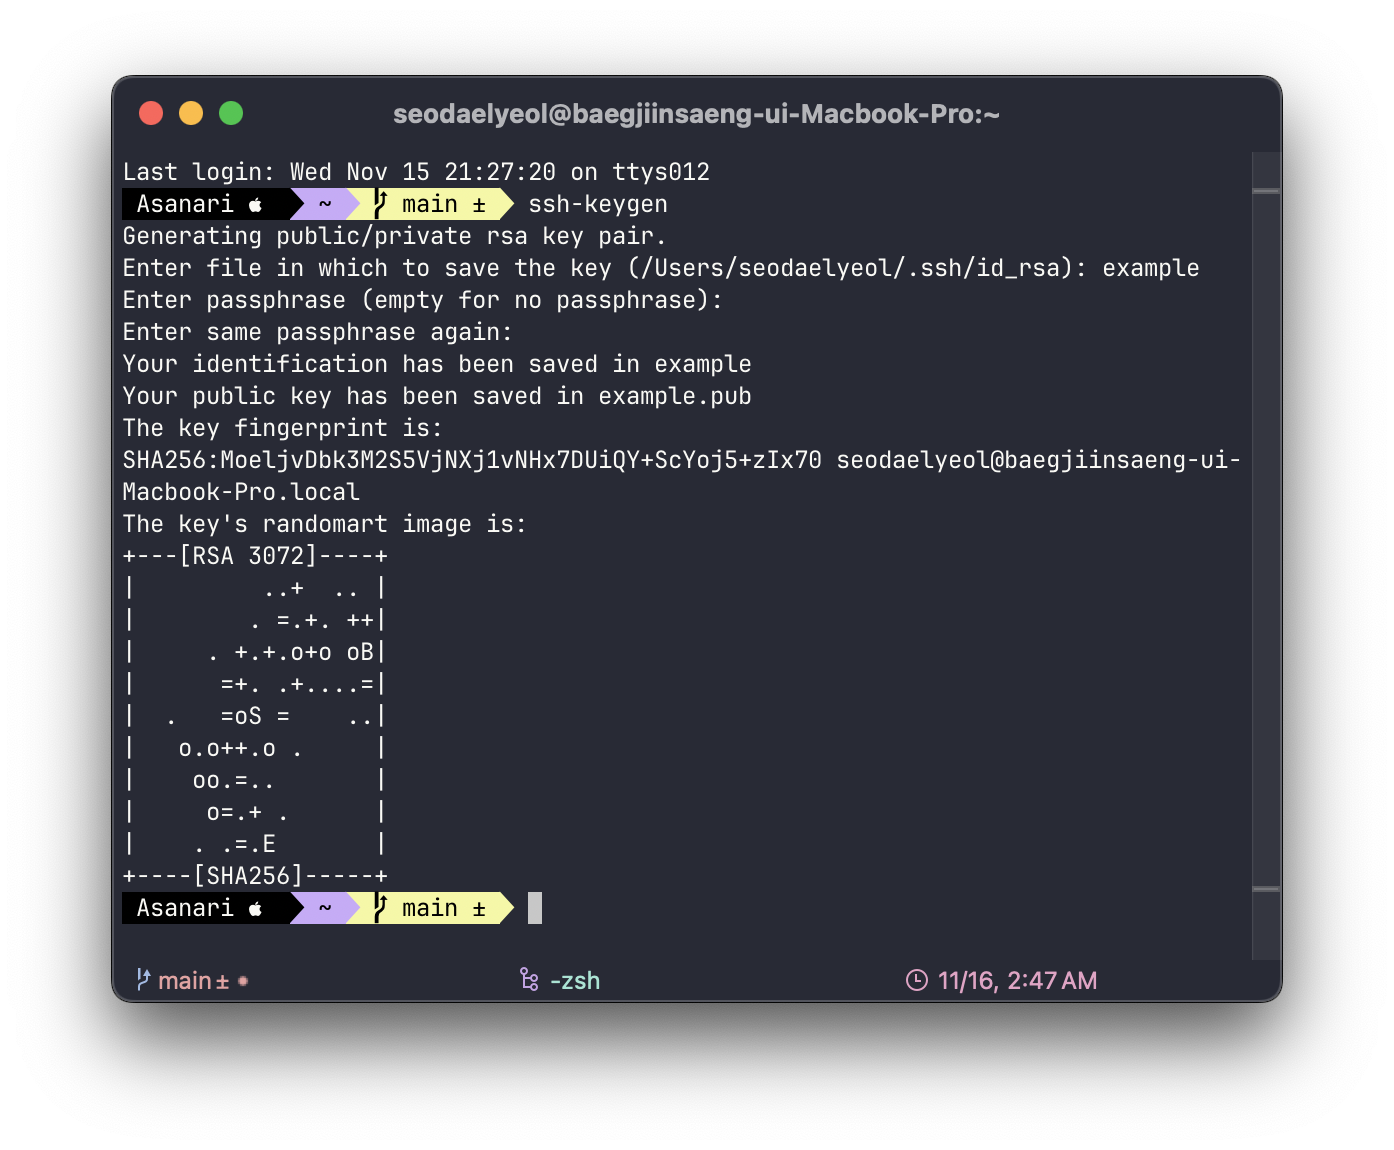 seodaelyeol@baegjiinsaeng-ui-Macbook-Pro:~
Last login: Wed Nov 15 21:27:20 on ttys012
Asanari  ~ main ± ssh-keygen
Generating public/private rsa key pair.
Enter file in which to save the key (/Users/seodaelyeol/.ssh/id_rsa): example
Enter passphrase (empty for no passphrase):
Enter same passphrase again:
Your identification has been saved in example
Your public key has been saved in example.pub
The key fingerprint is:
SHA256:MoeljvDbk3M2S5VjNXj1vNHx7DUiQY+ScYoj5+zIx70 seodaelyeol@baegjiinsaeng-ui-
Macbook-Pro.local
The key's randomart image is:
+---[RSA 3072]----+
|         ..+  .. |
|        . =.+. ++|
|     . +.+.o+o oB|
|      =+. .+....=|
|  .   =oS =    ..|
|   o.o++.o .     |
|    oo.=..       |
|     o=.+ .      |
|    . .=.E       |
+----[SHA256]-----+
Asanari  ~ main ±
main ± -zsh 11/16, 2:47 AM